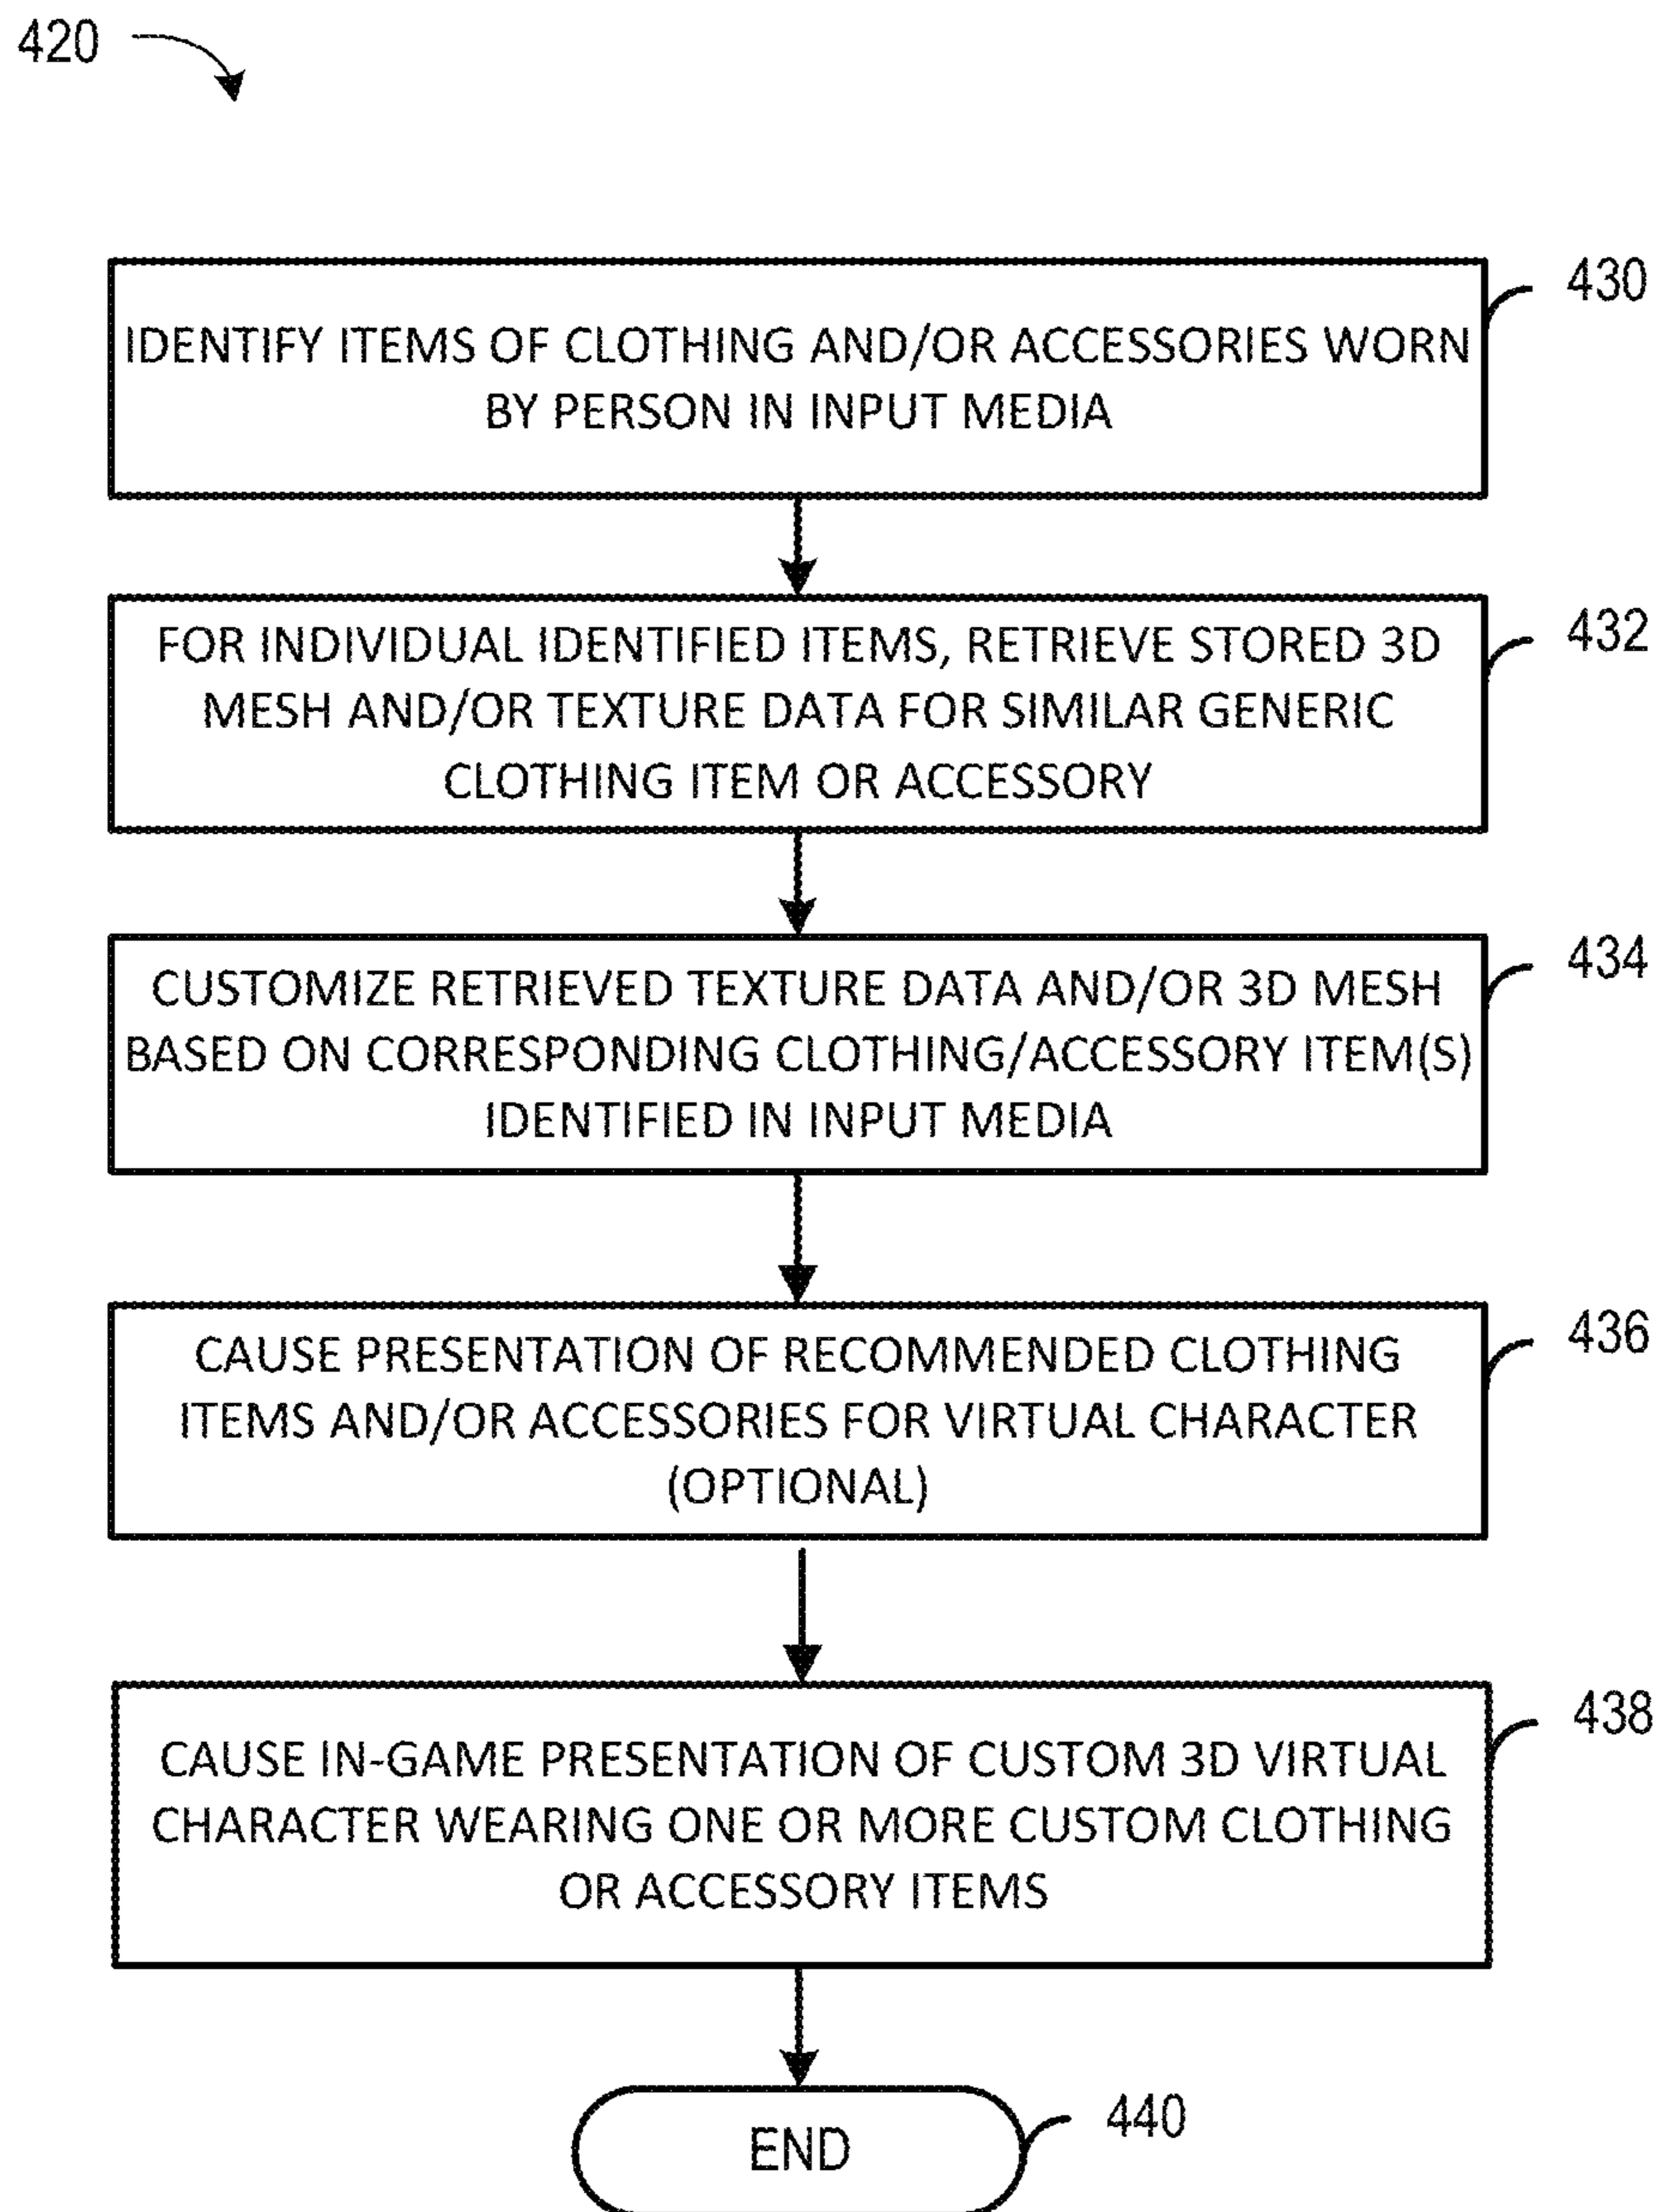 420
430
IDENTIFY ITEMS OF CLOTHING AND/OR ACCESSORIES WORN
BY PERSON IN INPUT MEDIA
432
FOR INDIVIDUAL IDENTIFIED ITEMS, RETRIEVE STORED 3D
MESH AND/OR TEXTURE DATA FOR SIMILAR GENERIC
CLOTHING ITEM OR ACCESSORY
434
CUSTOMIZE RETRIEVED TEXTURE DATA AND/OR 3D MESH
BASED ON CORRESPONDING CLOTHING/ACCESSORY ITEM(S)
IDENTIFIED IN INPUT MEDIA
436
CAUSE PRESENTATION OF RECOMMENDED CLOTHING
ITEMS AND/OR ACCESSORIES FOR VIRTUAL CHARACTER
(OPTIONAL)
438
CAUSE IN-GAME PRESENTATION OF CUSTOM 3D VIRTUAL
CHARACTER WEARING ONE OR MORE CUSTOM CLOTHING
OR ACCESSORY ITEMS
440
END